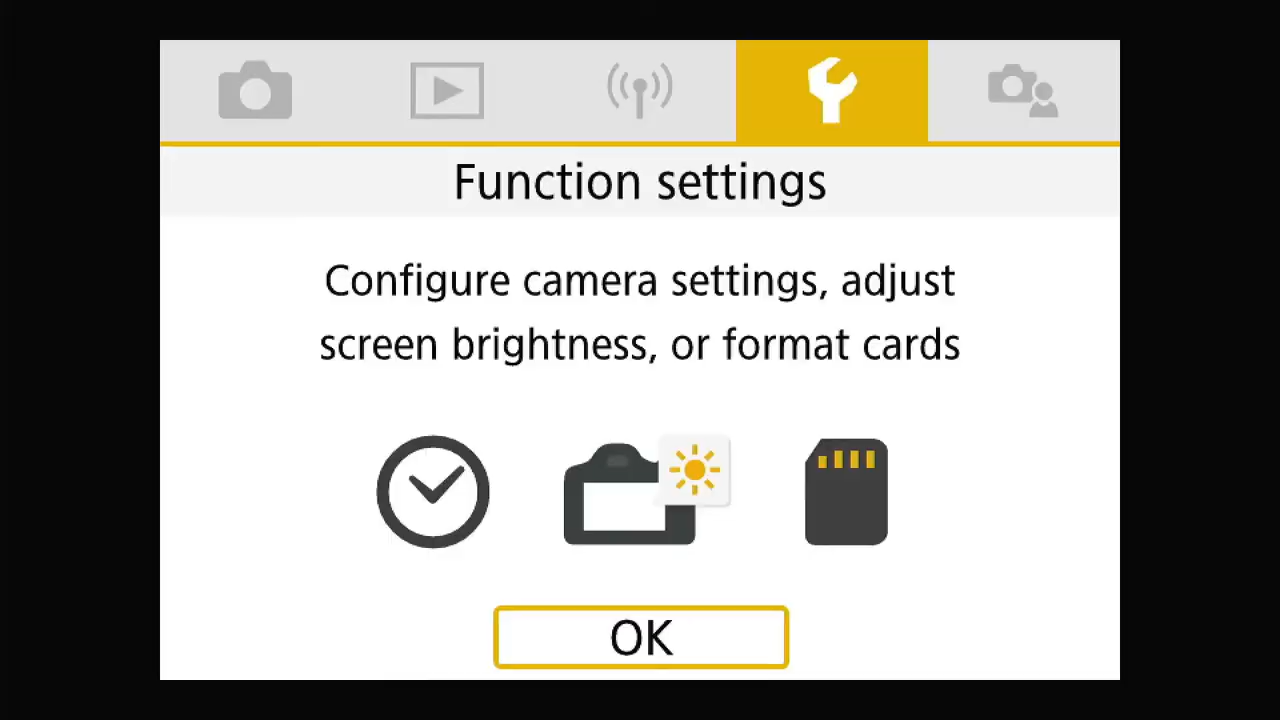 Function settings
Configure camera settings, adjust
screen brightness, or format cards
OK